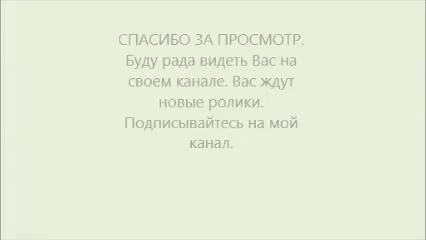 СПАСИБО ЗА ПРОСМОТР.
Буду рада видеть Вас на
своем канале. Вас ждут
новые ролики.
Подписывайтесь на мой
канал.